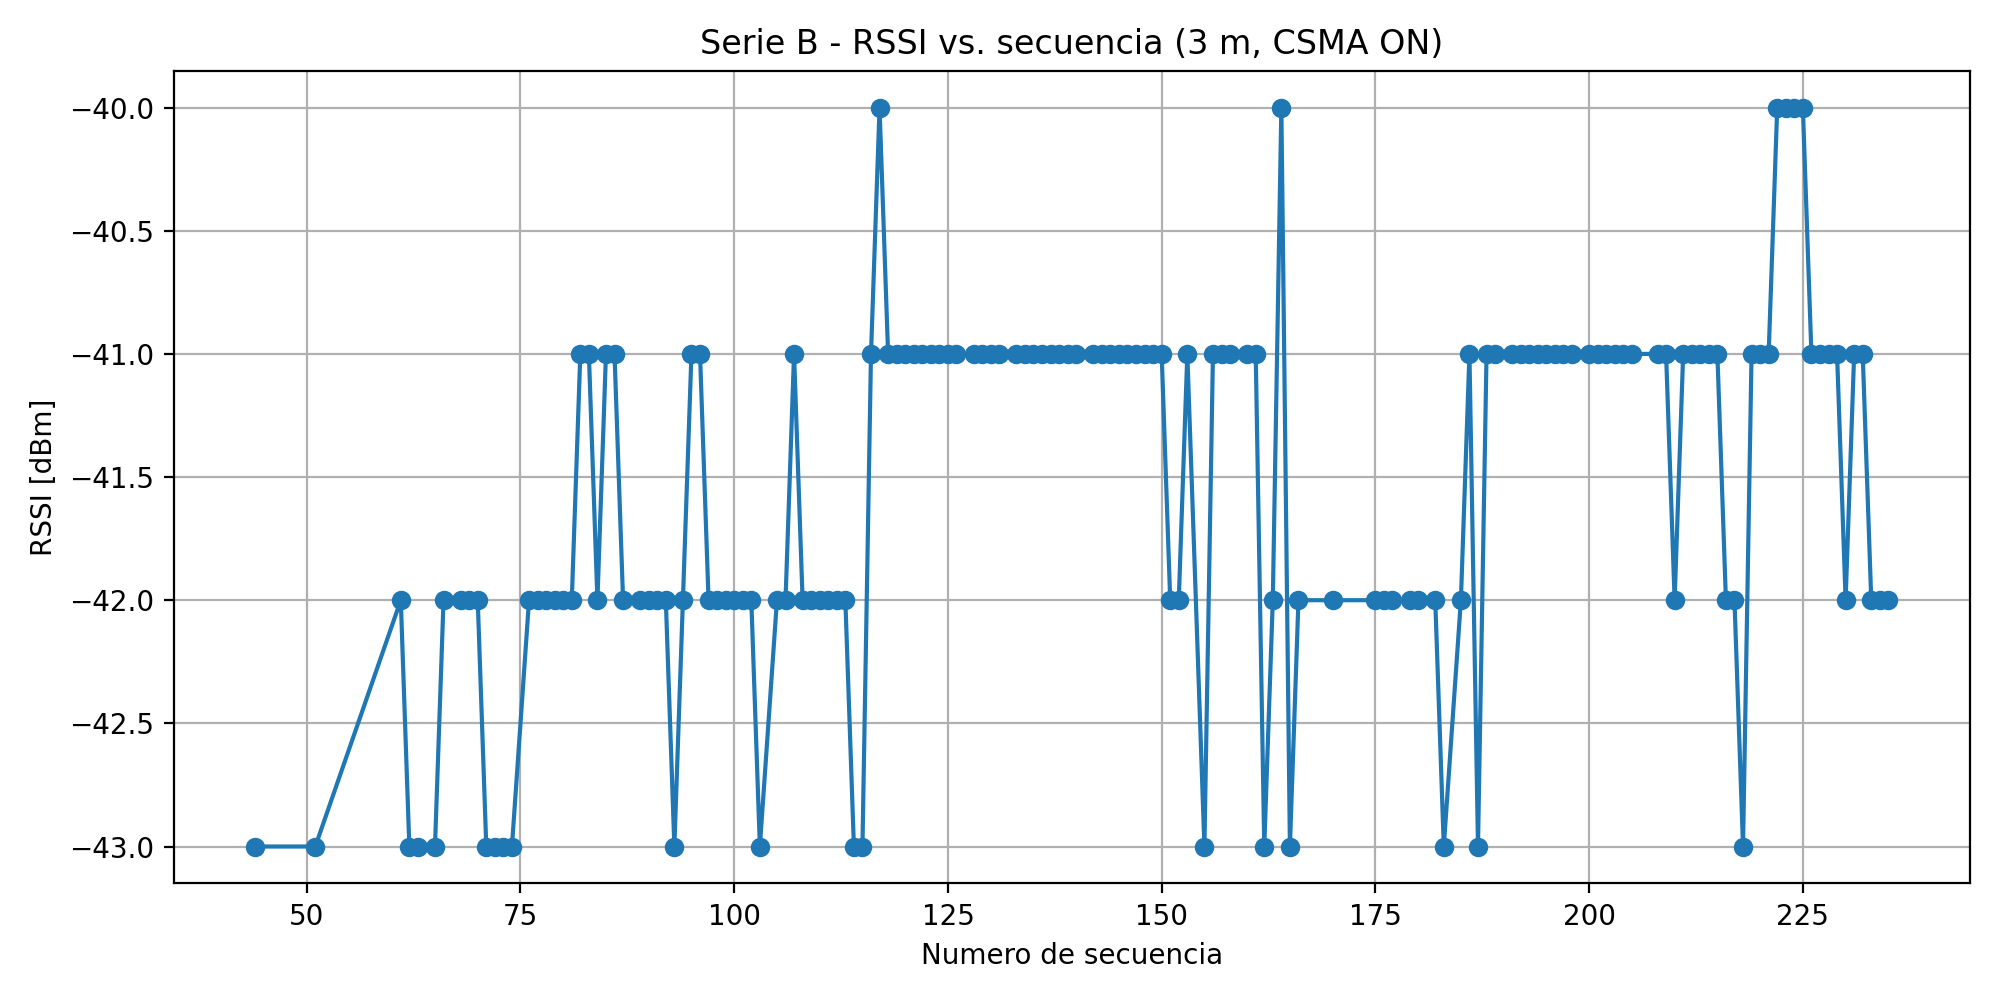 Serie B - RSSI vs. secuencia (3 m, CSMA ON)
RSSI [dBm]
−40.0
−40.5
−41.0
−41.5
−42.0
−42.5
−43.0
50 75 100 125 150 175 200 225
Numero de secuencia